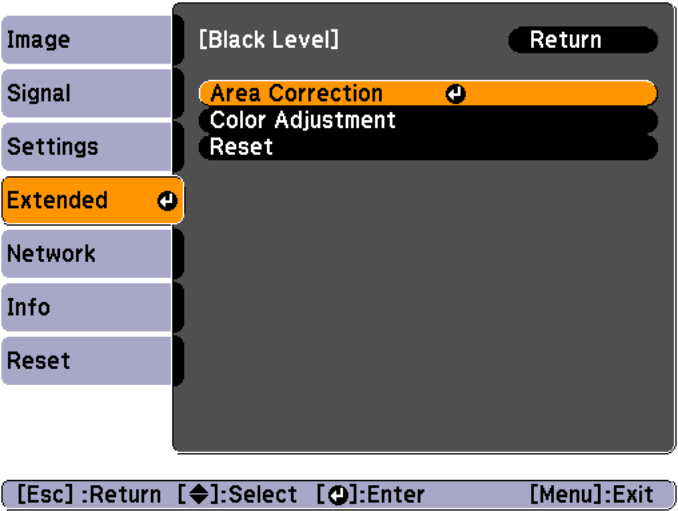 Image
Signal
Settings
Extended
Network
Info
Reset
[Black Level]
Return
Area Correction
Color Adjustment
Reset
[Esc] :Return [◆]:Select [⏎]:Enter [Menu]:Exit